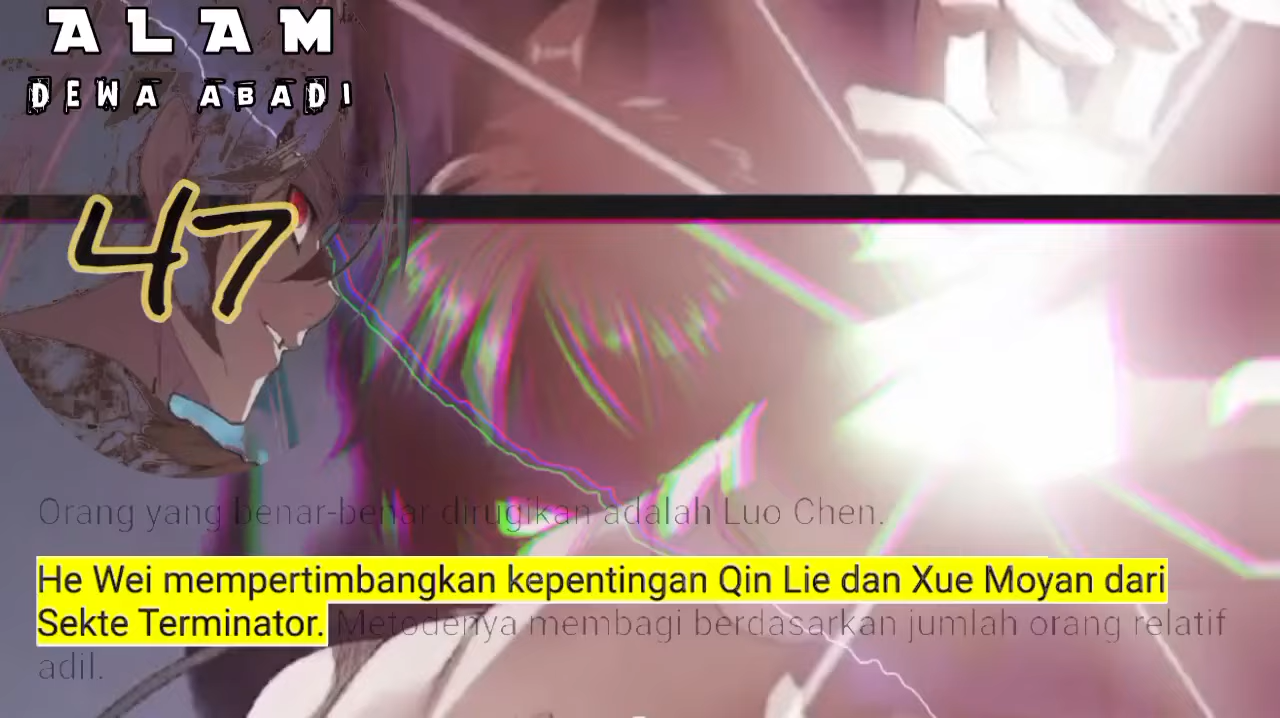 ALAM
DEWA ABADI
47
Orang yang benar-benar dirugikan adalah Luo Chen.
He Wei mempertimbangkan kepentingan Qin Lie dan Xue Moyan dari
Sekte Terminator. Metodenya membagi berdasarkan jumlah orang relatif
adil.